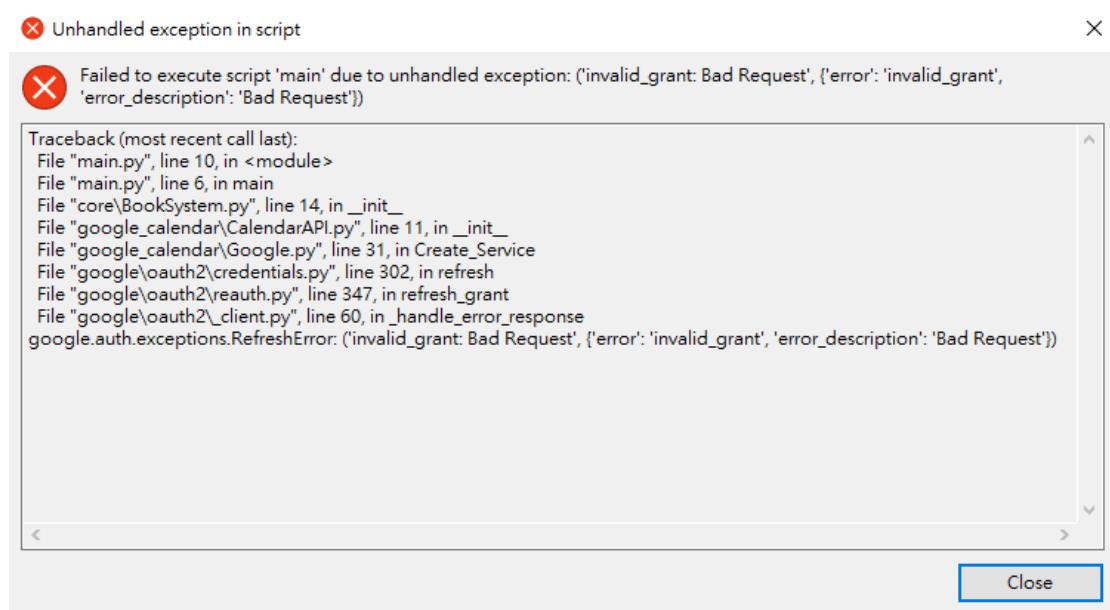 Unhandled exception in script
Failed to execute script 'main' due to unhandled exception: ('invalid_grant: Bad Request', {'error': 'invalid_grant',
'error_description': 'Bad Request'})
Traceback (most recent call last):
File "main.py", line 10, in <module>
File "main.py", line 6, in main
File "core\BookSystem.py", line 14, in __init__
File "google_calendar\CalendarAPI.py", line 11, in __init__
File "google_calendar\Google.py", line 31, in Create_Service
File "google\oauth2\credentials.py", line 302, in refresh
File "google\oauth2\reauth.py", line 347, in refresh_grant
File "google\oauth2\_client.py", line 60, in _handle_error_response
google.auth.exceptions.RefreshError: ('invalid_grant: Bad Request', {'error': 'invalid_grant', 'error_description': 'Bad Request'})
Close